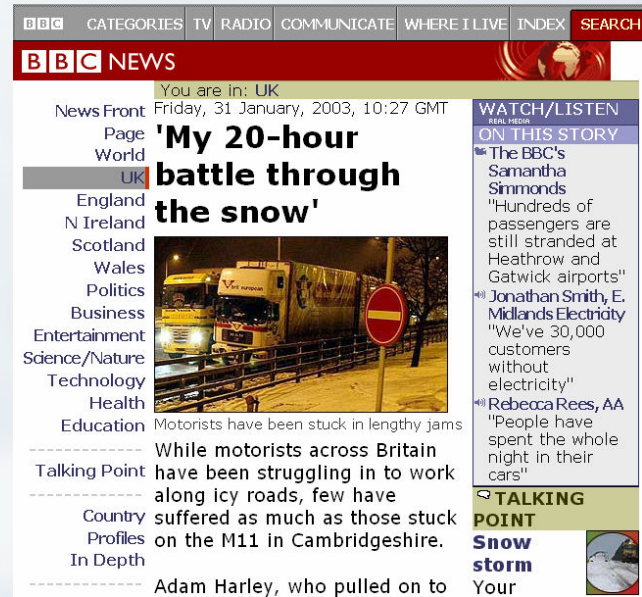 BBC CATEGORIES TV RADIO COMMUNICATE WHERE I LIVE INDEX SEARCH
BBC NEWS
You are in: UK
News Front
Page
World
UK
England
N Ireland
Scotland
Wales
Politics
Business
Entertainment
Science/Nature
Technology
Health
Education
Talking Point
Country
Profiles
In Depth
Friday, 31 January, 2003, 10:27 GMT
'My 20-hour
battle through
the snow'
Motorists have been stuck in lengthy jams
While motorists across Britain
have been struggling in to work
along icy roads, few have
suffered as much as those stuck
on the M11 in Cambridgeshire.
Adam Harley, who pulled on to
WATCH/LISTEN
REAL MEDIA
ON THIS STORY
The BBC's
Samantha
Simmonds
"Hundreds of
passengers are
still stranded at
Heathrow and
Gatwick airports"
Jonathan Smith, E.
Midlands Electricity
"We've 30,000
customers
without
electricity"
Rebecca Rees, AA
"People have
spent the whole
night in their
cars"
TALKING
POINT
Snow
storm
Your